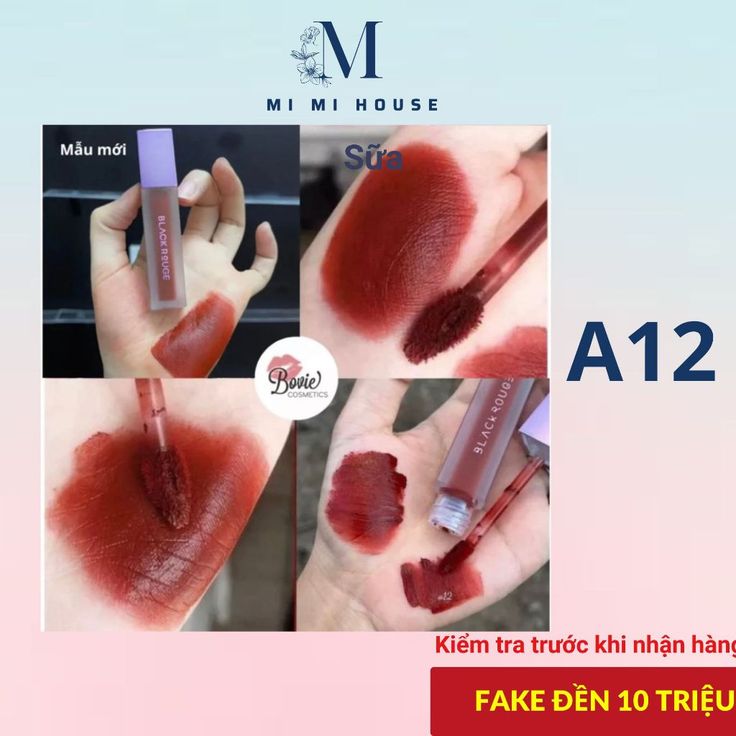 M
MI MI HOUSE
Mẫu mới
Sữa
BLACK ROUGE
A12
Bovie
COSMETICS
BLACK ROUGE
#12
Kiểm tra trước khi nhận hàng
FAKE ĐỀN 10 TRIỆU